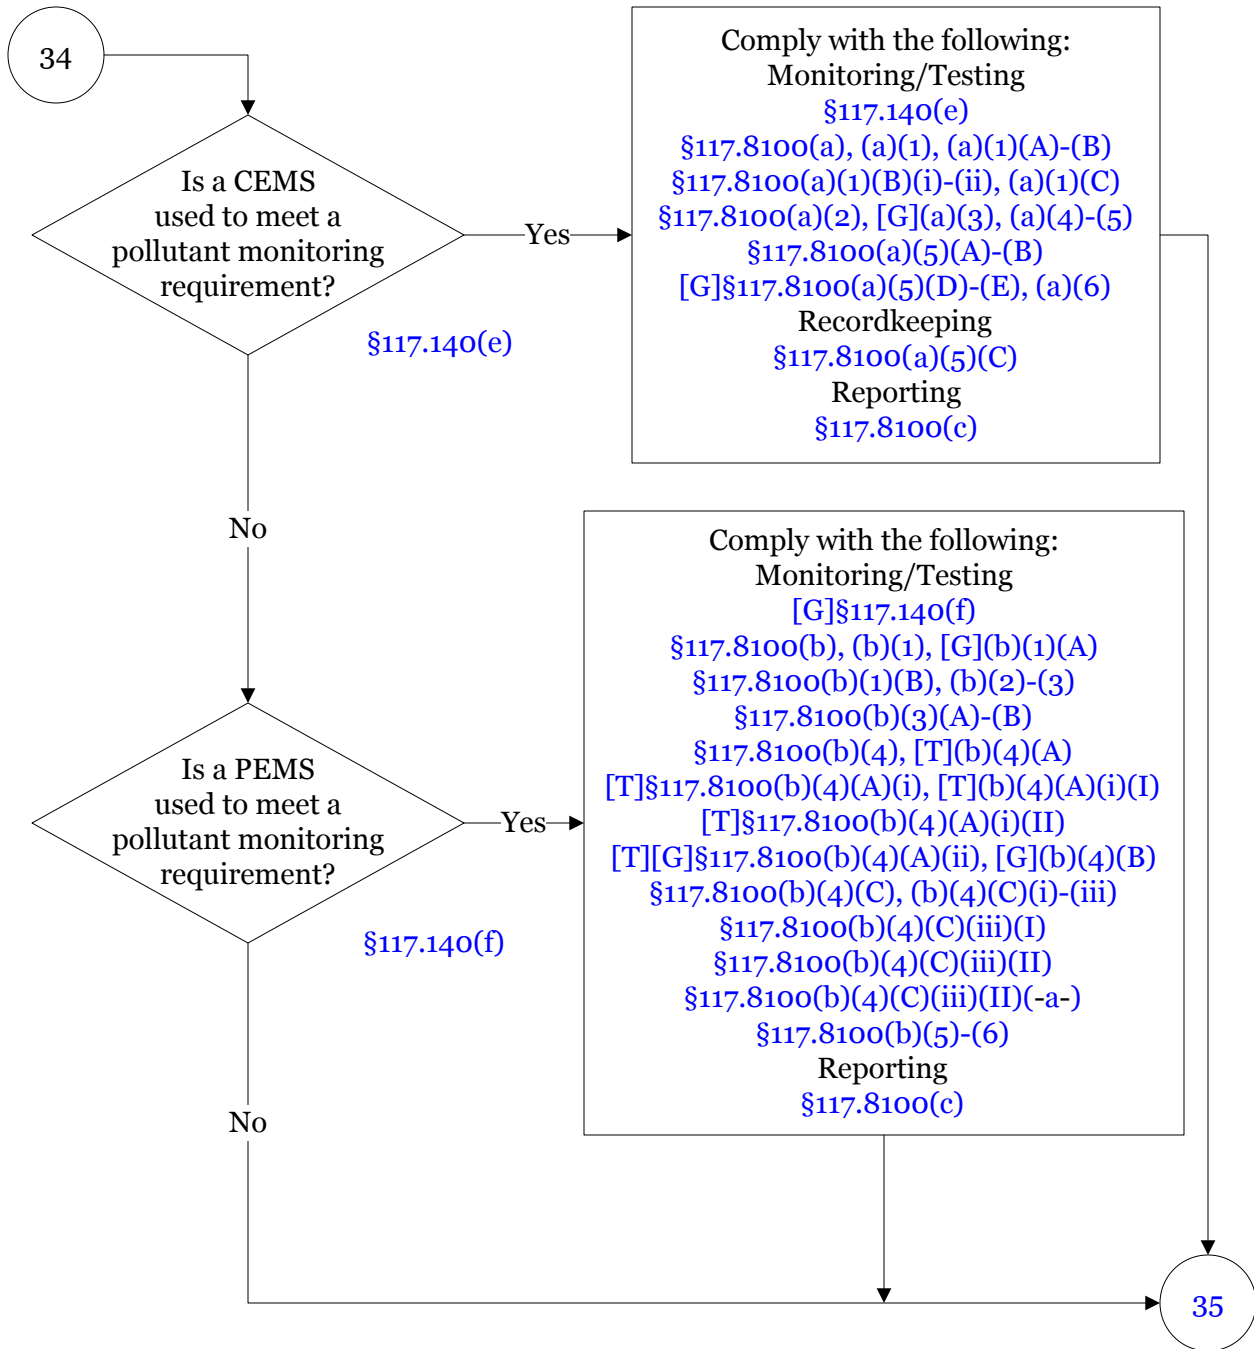 34
Is a CEMS
used to meet a
pollutant monitoring
requirement?
§117.140(e)
Yes
No
Comply with the following:
Monitoring/Testing
§117.140(e)
§117.8100(a), (a)(1), (a)(1)(A)-(B)
§117.8100(a)(1)(B)(i)-(ii), (a)(1)(C)
§117.8100(a)(2), [G](a)(3), (a)(4)-(5)
§117.8100(a)(5)(A)-(B)
[G]§117.8100(a)(5)(D)-(E), (a)(6)
Recordkeeping
§117.8100(a)(5)(C)
Reporting
§117.8100(c)
Is a PEMS
used to meet a
pollutant monitoring
requirement?
§117.140(f)
Yes
No
Comply with the following:
Monitoring/Testing
[G]§117.140(f)
§117.8100(b), (b)(1), [G](b)(1)(A)
§117.8100(b)(1)(B), (b)(2)-(3)
§117.8100(b)(3)(A)-(B)
§117.8100(b)(4), [T](b)(4)(A)
[T]§117.8100(b)(4)(A)(i), [T](b)(4)(A)(i)(I)
[T]§117.8100(b)(4)(A)(i)(II)
[T][G]§117.8100(b)(4)(A)(ii), [G](b)(4)(B)
§117.8100(b)(4)(C), (b)(4)(C)(i)-(iii)
§117.8100(b)(4)(C)(iii)(I)
§117.8100(b)(4)(C)(iii)(II)
§117.8100(b)(4)(C)(iii)(II)(-a-)
§117.8100(b)(5)-(6)
Reporting
§117.8100(c)
35